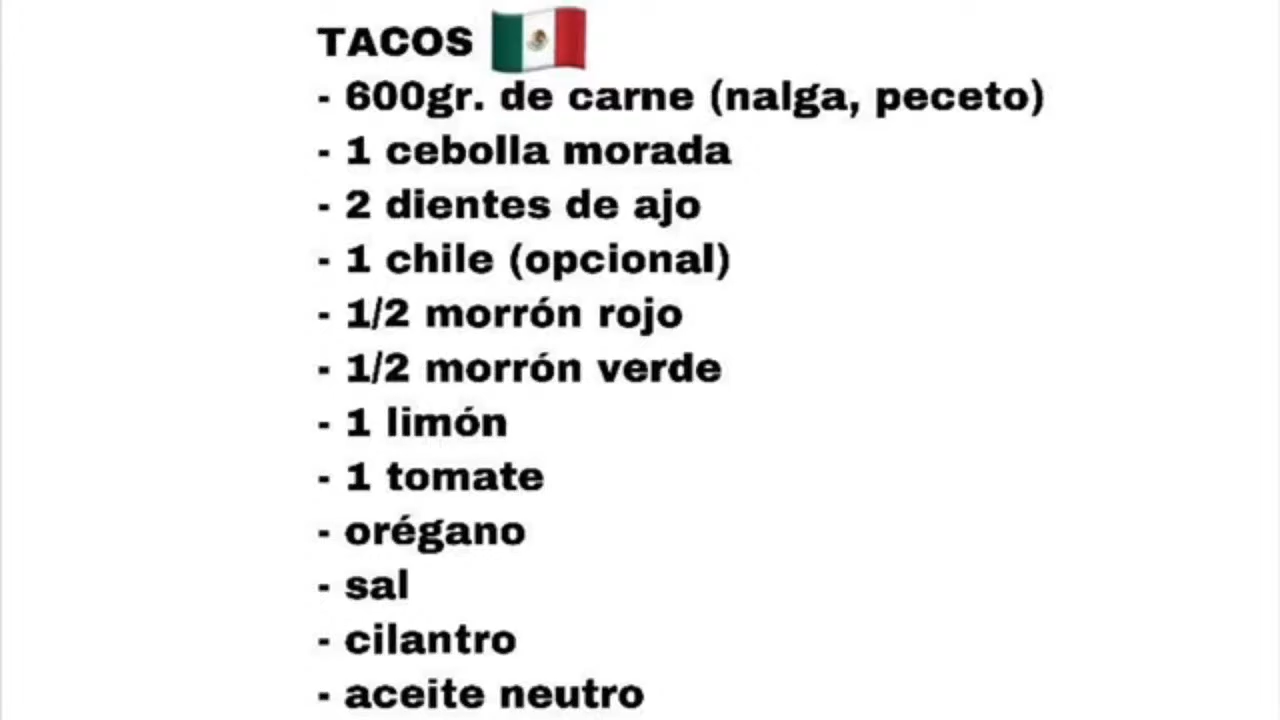 TACOS 🇲🇽
- 600gr. de carne (nalga, peceto)
- 1 cebolla morada
- 2 dientes de ajo
- 1 chile (opcional)
- 1/2 morrón rojo
- 1/2 morrón verde
- 1 limón
- 1 tomate
- orégano
- sal
- cilantro
- aceite neutro